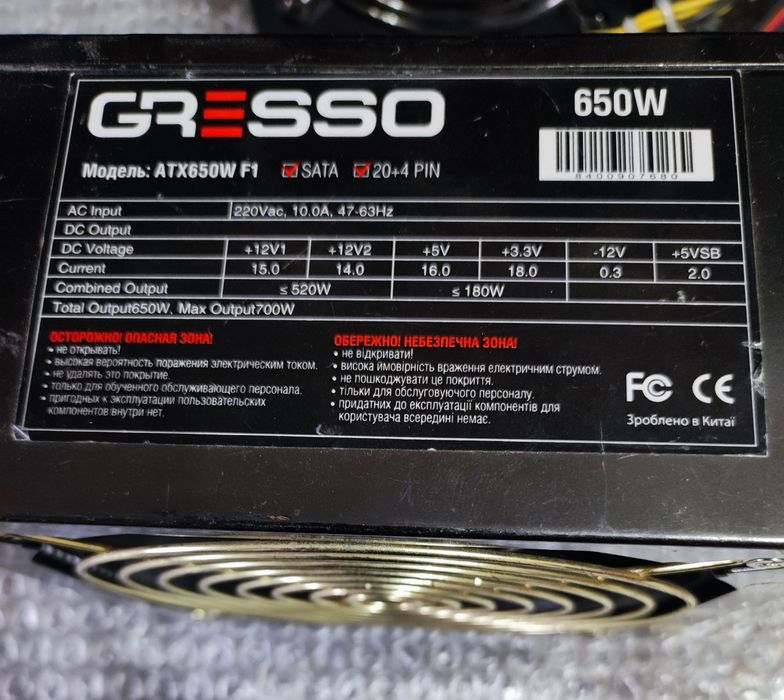 GRESSO
650W
8400907680
Модель: ATX650W F1 SATA 20+4 PIN
AC Input 220Vac, 10.0A, 47-63Hz
DC Output
DC Voltage +12V1 +12V2 +5V +3.3V -12V +5VSB
Current 15.0 14.0 16.0 18.0 0.3 2.0
Combined Output ≤ 520W ≤ 180W
Total Output650W, Max Output700W
ОСТОРОЖНО! ОПАСНАЯ ЗОНА!
• не открывать!
• высокая вероятность поражения электрическим током.
• не удалять это покрытие.
• только для обученного обслуживающего персонала.
• пригодных к эксплуатации пользовательских
компонентов внутри нет.
ОБЕРЕЖНО! НЕБЕЗПЕЧНА ЗОНА!
• не відкривати!
• висока ймовірність враження електричним струмом.
• не пошкоджувати це покриття.
• тільки для обслуговуючого персоналу.
• придатних до експлуатації компонентів для
користувача всередині немає.
FC CE
Зроблено в Китаї